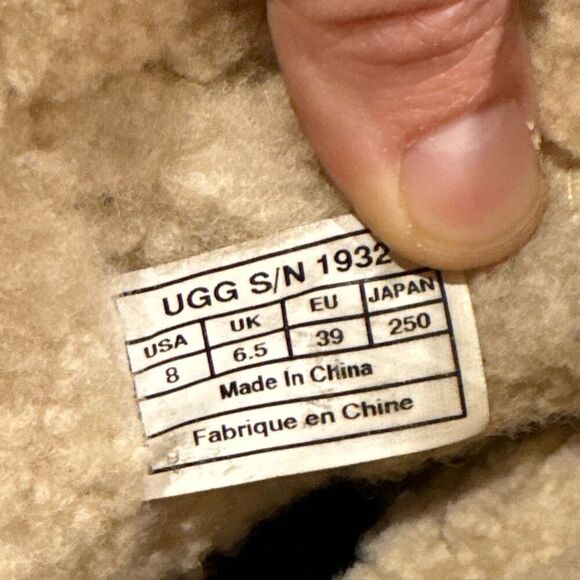 UGG S/N 1932
USA UK EU JAPAN
8 6.5 39 250
Made In China
Fabrique en Chine